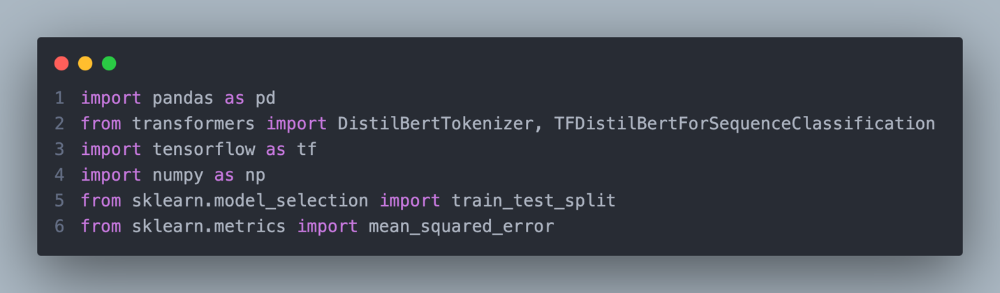 1 import pandas as pd
2 from transformers import DistilBertTokenizer, TFDistilBertForSequenceClassification
3 import tensorflow as tf
4 import numpy as np
5 from sklearn.model_selection import train_test_split
6 from sklearn.metrics import mean_squared_error